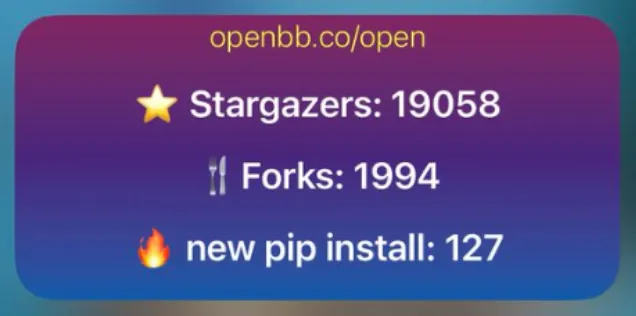 openbb.co/open
⭐ Stargazers: 19058
🍴 Forks: 1994
🔥 new pip install: 127